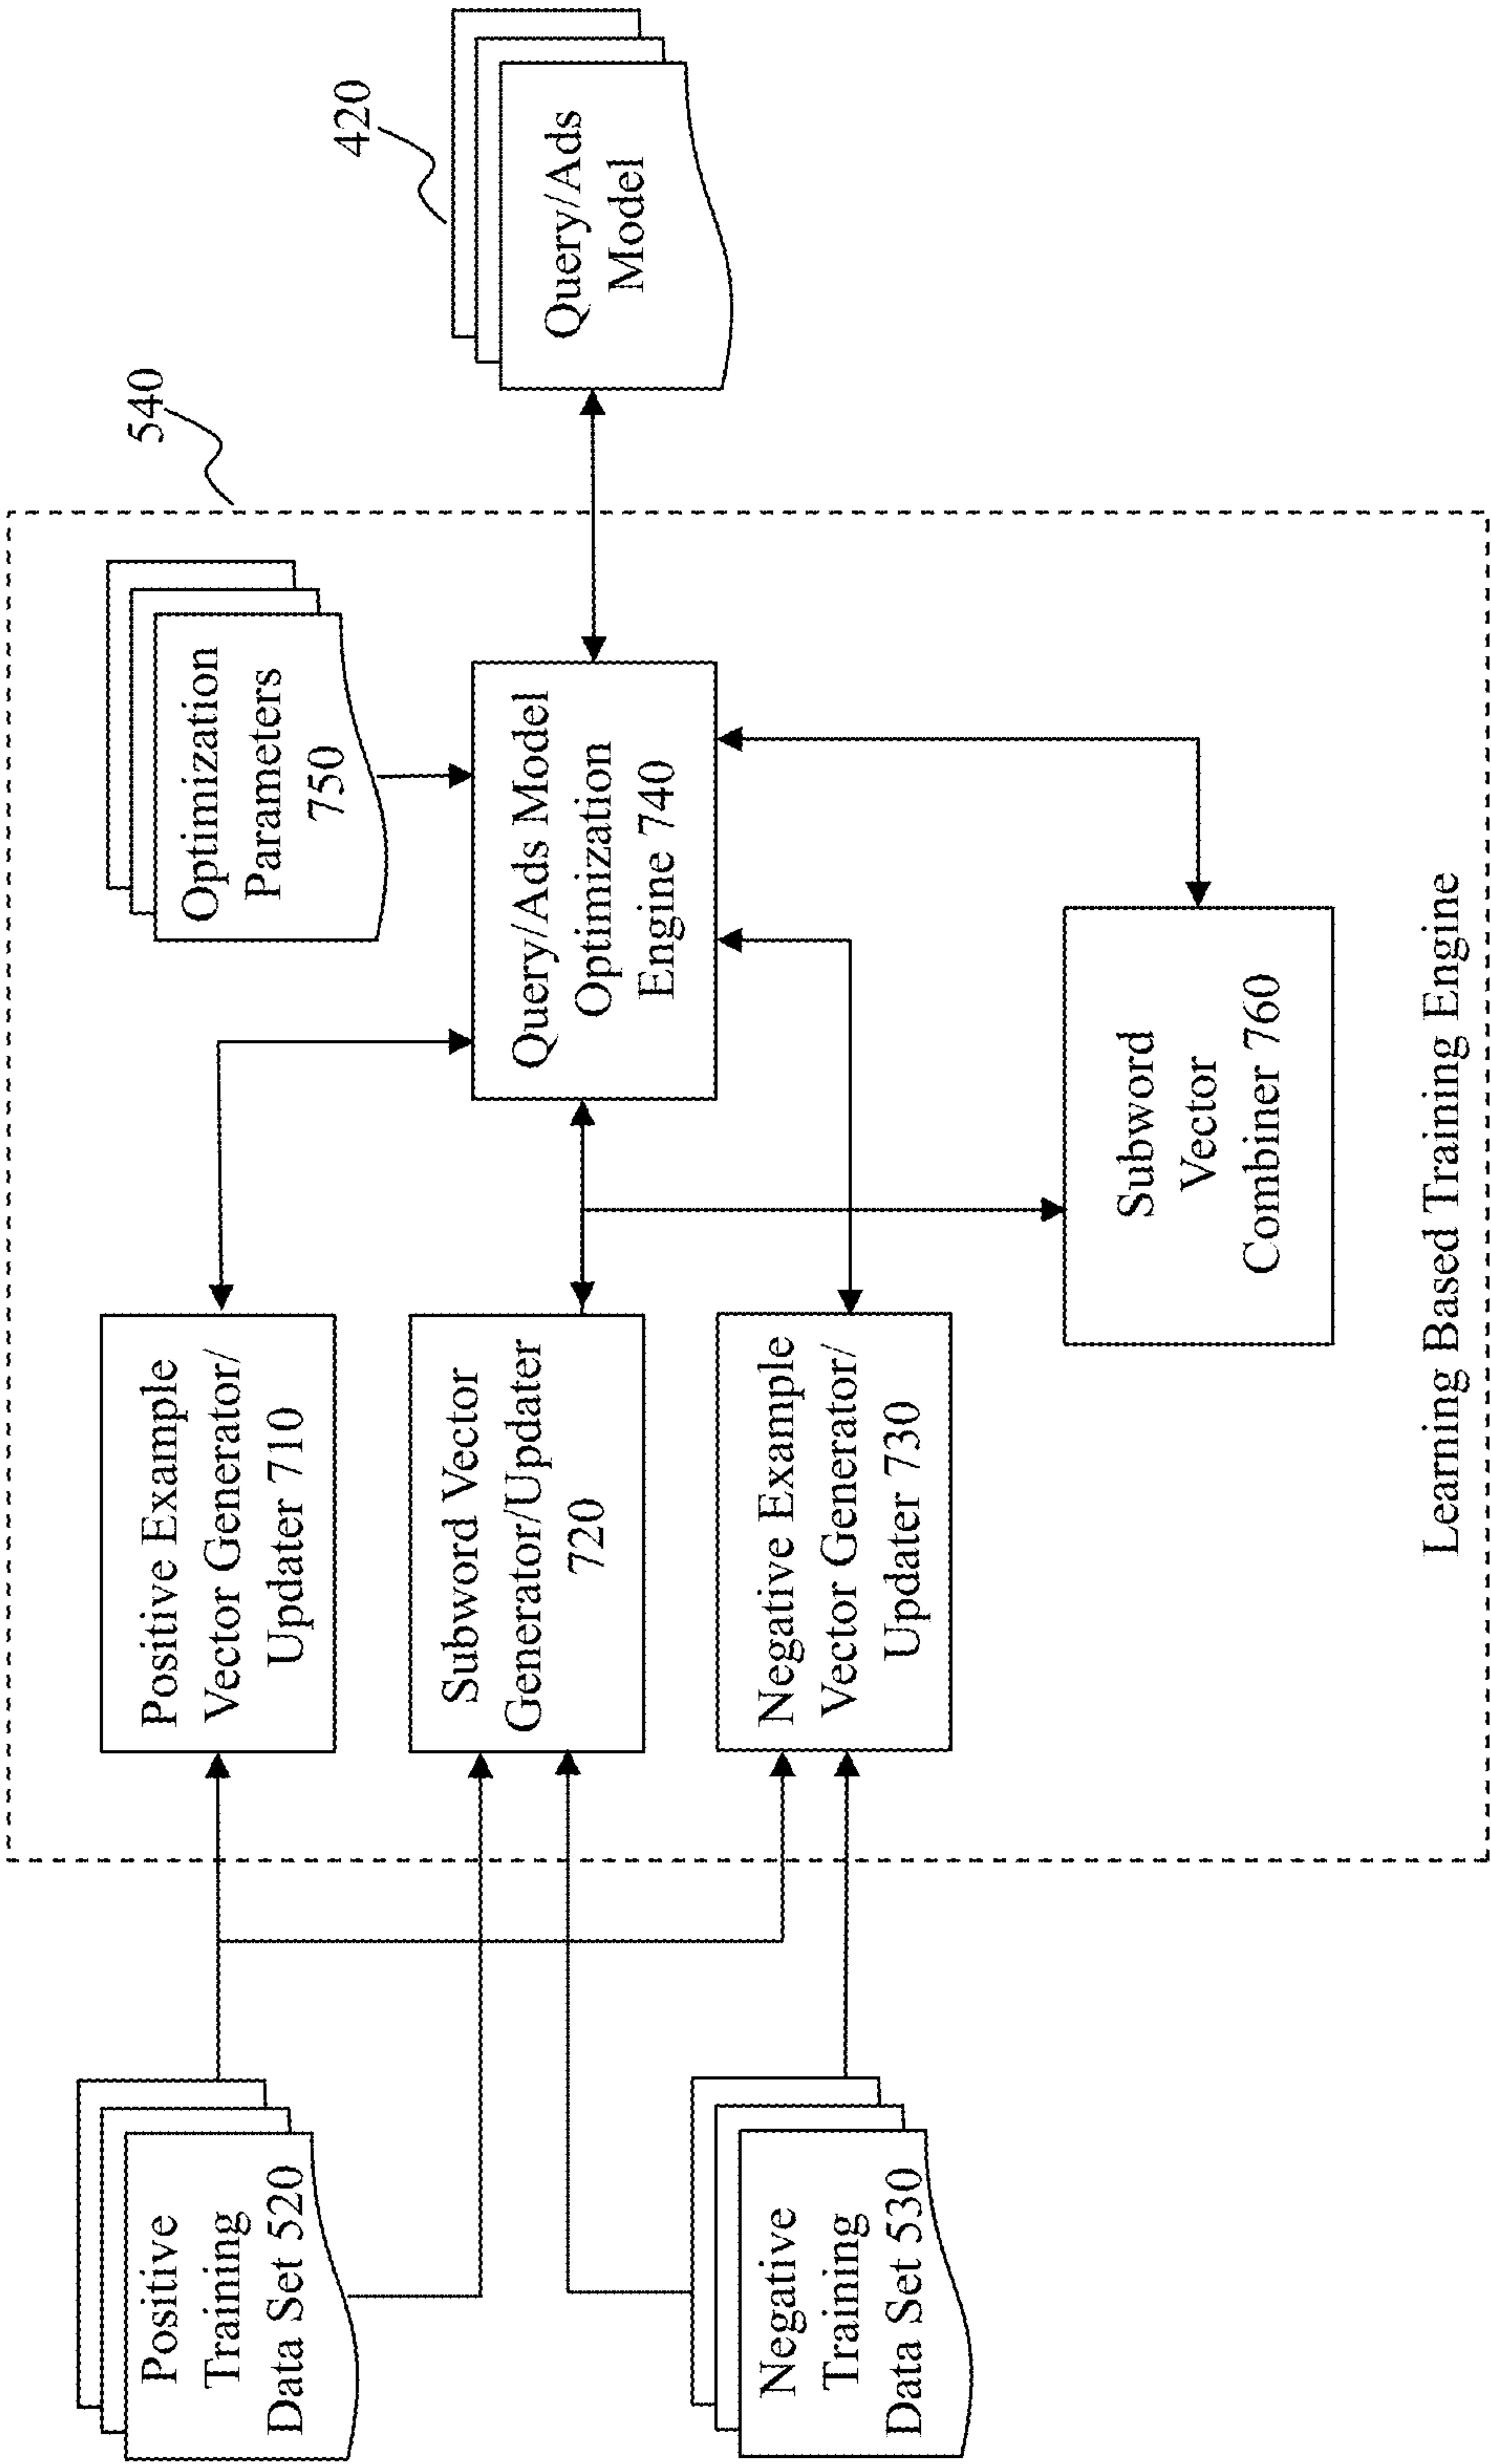 Positive
Training
Data Set 520
Negative
Training
Data Set 530
Positive Example
Vector Generator/
Updater 710
Subword Vector
Generator/Updater
720
Negative Example
Vector Generator/
Updater 730
Optimization
Parameters
750
Query/Ads Model
Optimization
Engine 740
Subword
Vector
Combiner 760
Learning Based Training Engine
540
420
Query/Ads
Model